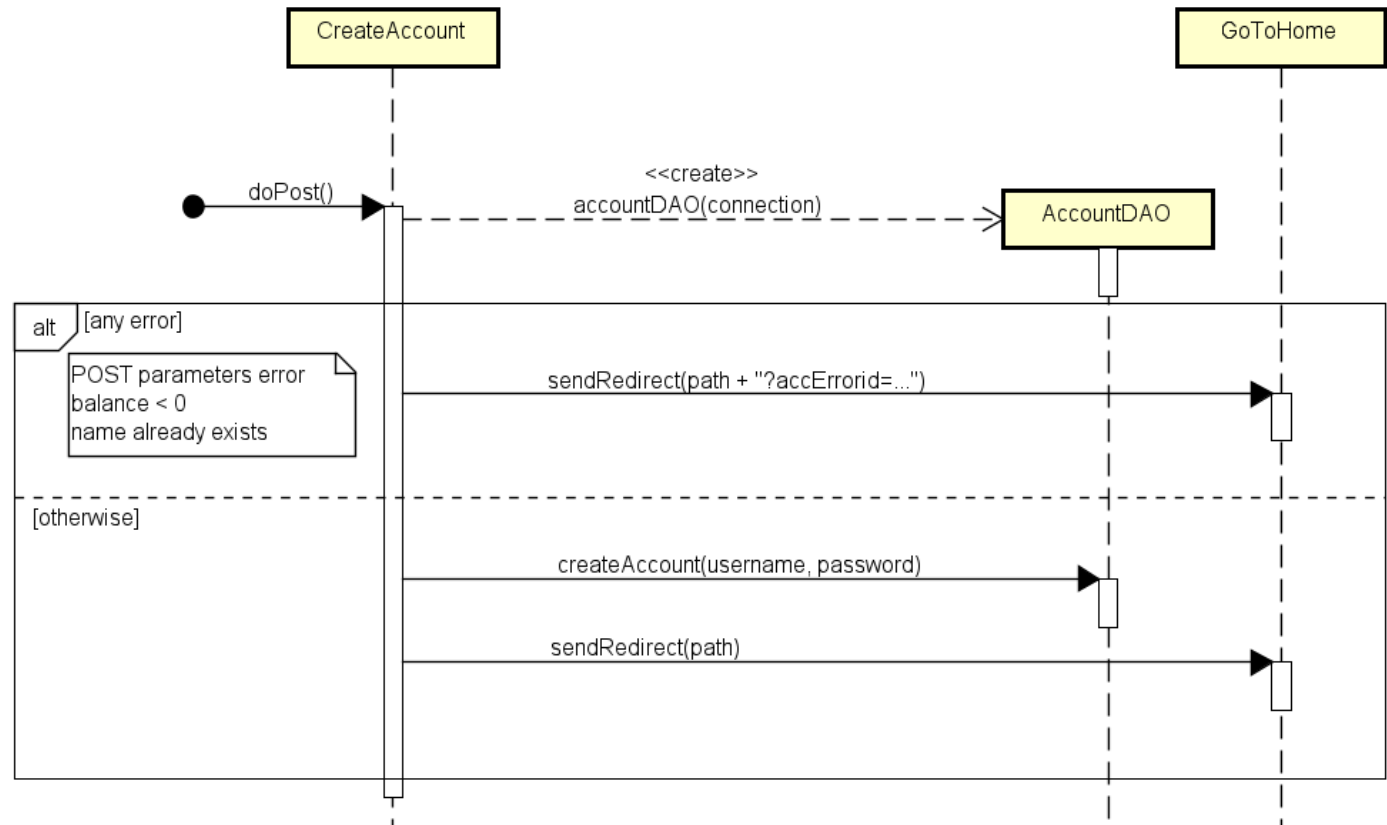 CreateAccount
GoToHome
doPost()
<<create>>
accountDAO(connection)
AccountDAO
alt
[any error]
POST parameters error
balance < 0
name already exists
sendRedirect(path + "?accErrorid=...")
[otherwise]
createAccount(username, password)
sendRedirect(path)